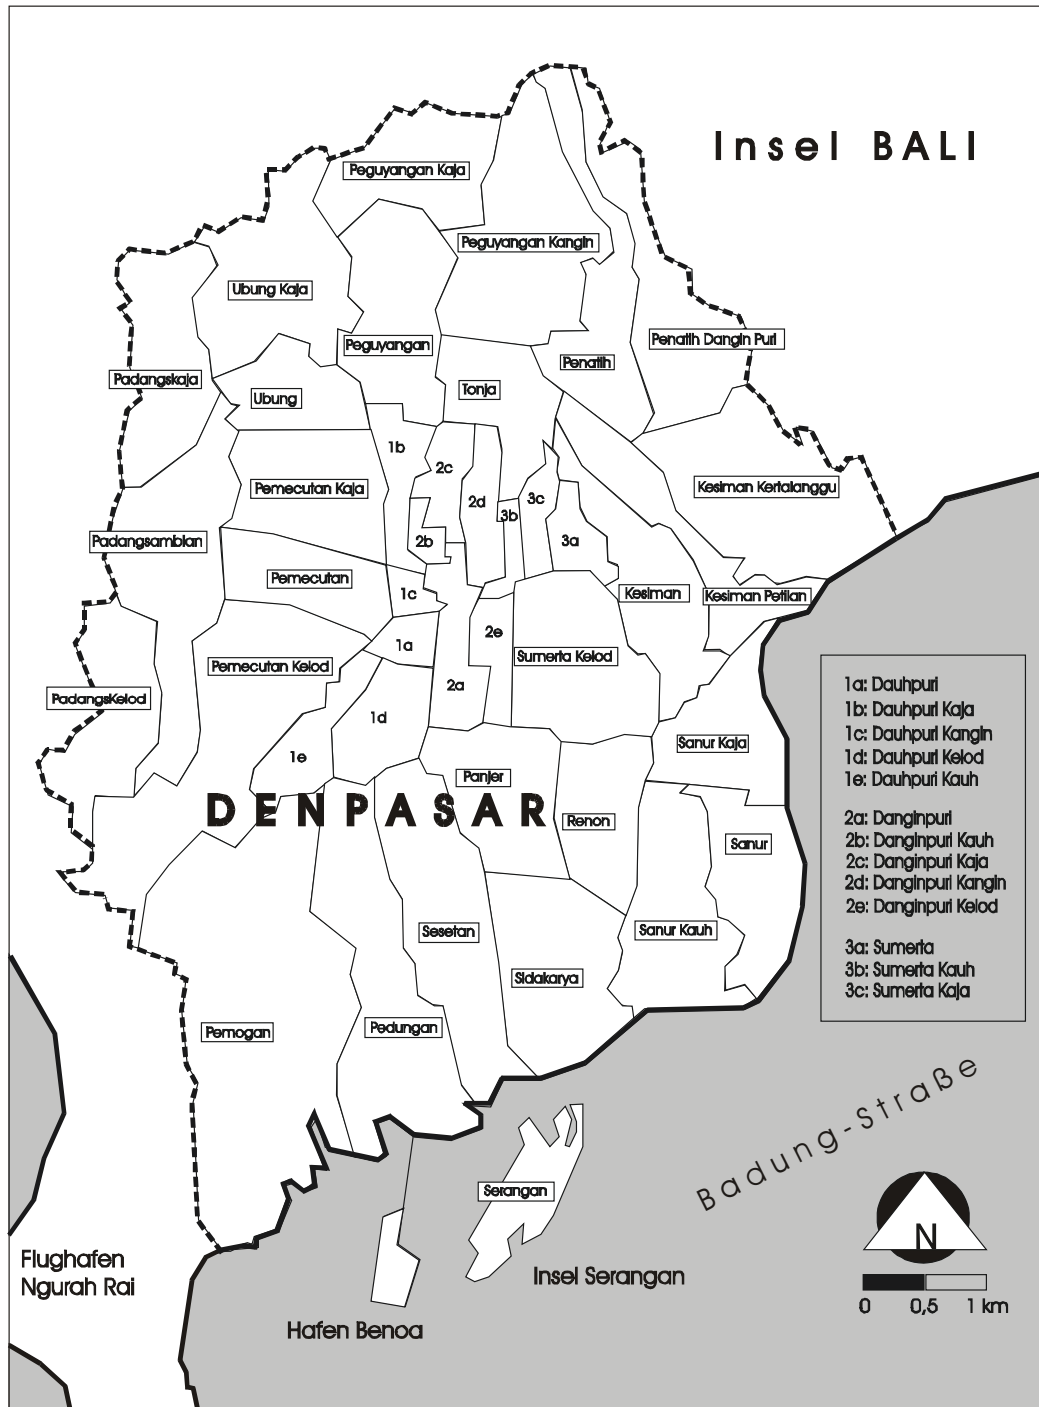 Insel BALI
Peguyangan Kaja
Peguyangan Kangin
Ubung Kaja
Peguyangan
Penatih Dangin Puri
Penatih
Padangskaja
Tonja
Ubung
1b
2c
Pemecutan Kaja
Kesiman Kertalanggu
2d
3c
3b
Padangsambian
2b
3a
Pemecutan
1c
Kesiman
Kesiman Petilan
2e
1a
Sumerta Kelod
Pemecutan Kelod
2a
PadangsKelod
1d
Sanur Kaja
1e
Panjer
DENPASAR
Renon
Sanur
Sesetan
Sanur Kauh
Sidakarya
Pemogan
Pedungan
1a: Dauhpuri
1b: Dauhpuri Kaja
1c: Dauhpuri Kangin
1d: Dauhpuri Kelod
1e: Dauhpuri Kauh
2a: Danginpuri
2b: Danginpuri Kauh
2c: Danginpuri Kaja
2d: Danginpuri Kangin
2e: Danginpuri Kelod
3a: Sumerta
3b: Sumerta Kauh
3c: Sumerta Kaja
Badung-Straße
Serangan
N
Flughafen
Ngurah Rai
Insel Serangan
0 0,5 1 km
Hafen Benoa